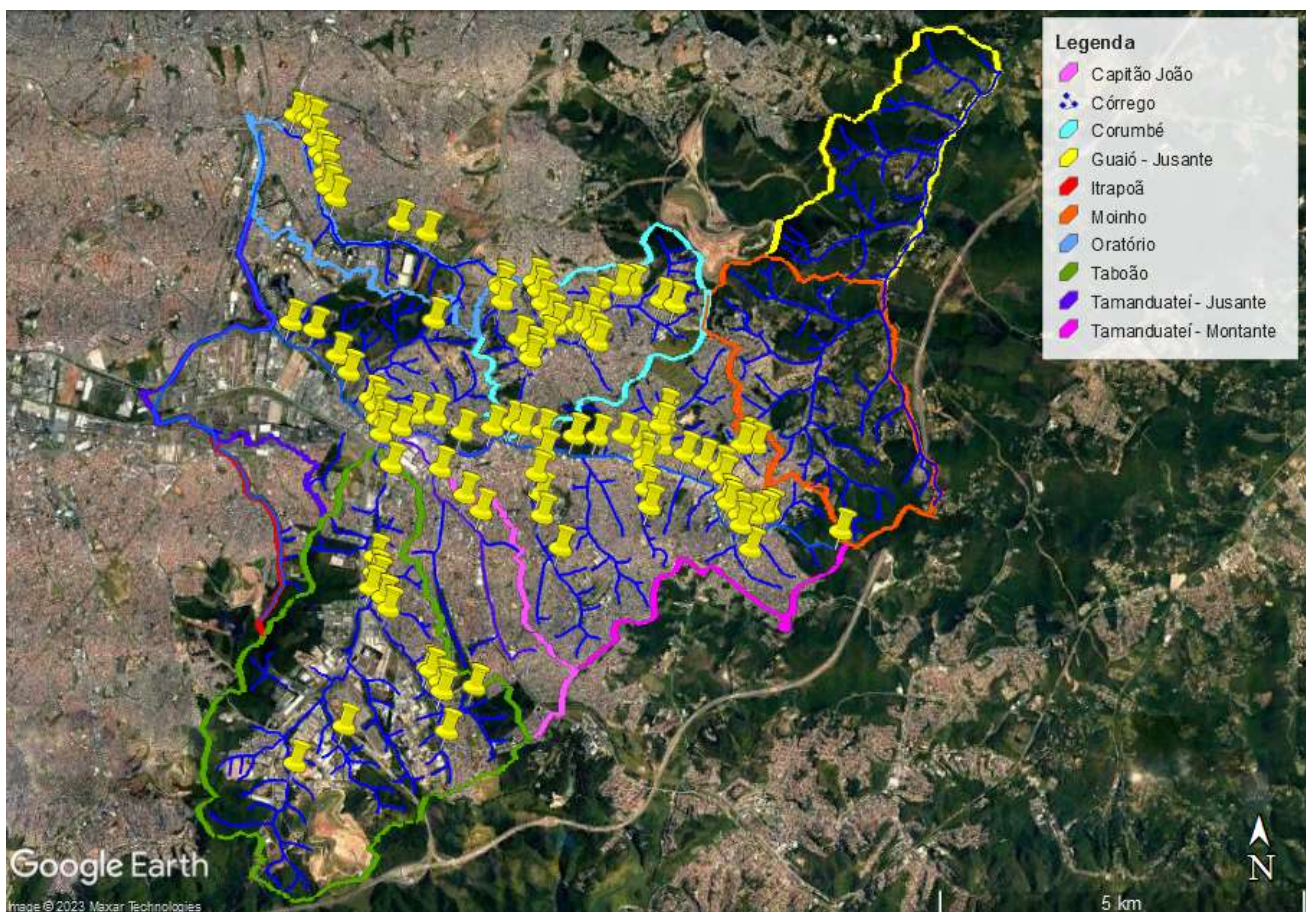 Legenda
Capitão João
Córrego
Corumbé
Guaió - Jusante
Itrapoã
Moinho
Oratório
Taboão
Tamanduateí - Jusante
Tamanduateí - Montante
Google Earth
N
Image © 2023 Maxar Technologies
5 km